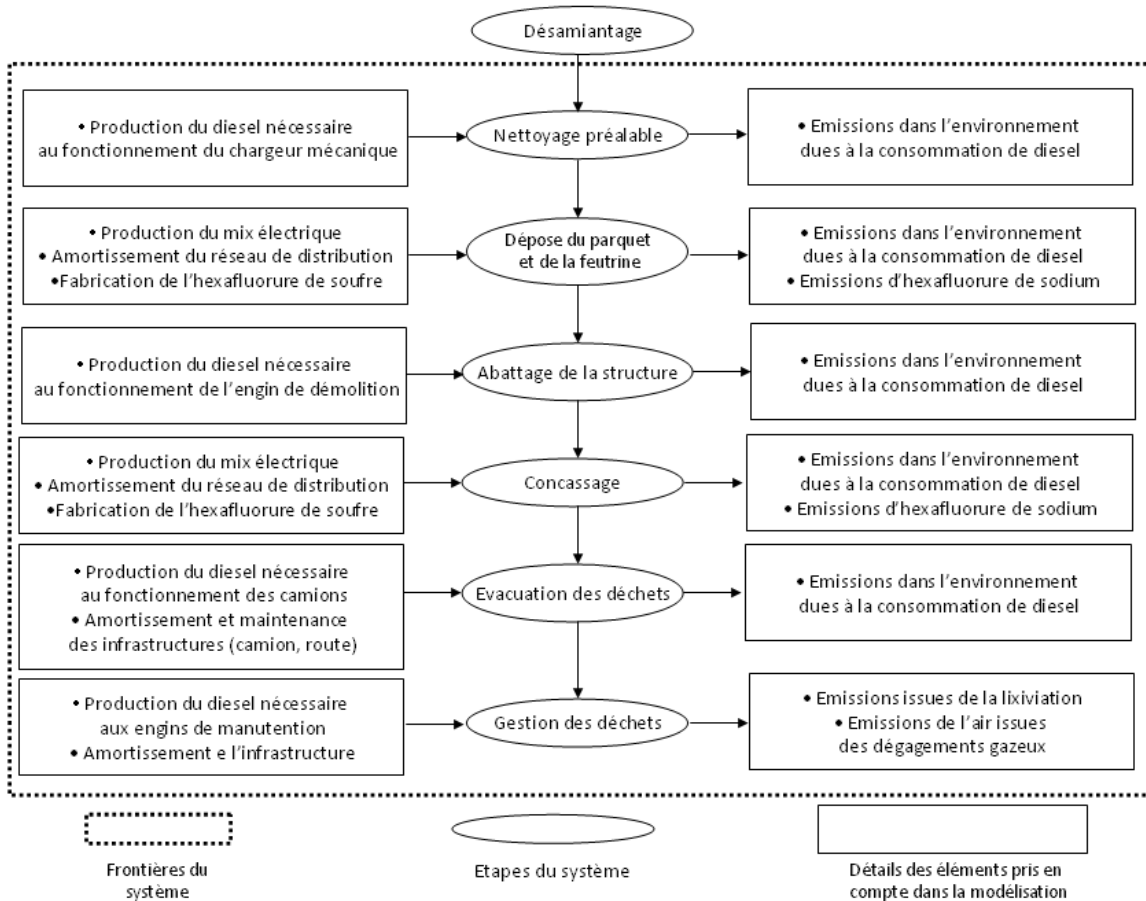 Désamiantage
• Production du diesel nécessaire
au fonctionnement du chargeur mécanique
Nettoyage préalable
• Emissions dans l'environnement
dues à la consommation de diesel
• Production du mix électrique
• Amortissement du réseau de distribution
•Fabrication de l'hexafluorure de soufre
Dépose du parquet
et de la feutrine
• Emissions dans l'environnement
dues à la consommation de diesel
• Emissions d'hexafluorure de sodium
• Production du diesel nécessaire
au fonctionnement de l'engin de démolition
Abattage de la structure
• Emissions dans l'environnement
dues à la consommation de diesel
• Production du mix électrique
• Amortissement du réseau de distribution
•Fabrication de l'hexafluorure de soufre
Concassage
• Emissions dans l'environnement
dues à la consommation de diesel
• Emissions d'hexafluorure de sodium
• Production du diesel nécessaire
au fonctionnement des camions
• Amortissement et maintenance
des infrastructures (camion, route)
Evacuation des déchets
• Emissions dans l'environnement
dues à la consommation de diesel
• Production du diesel nécessaire
aux engins de manutention
• Amortissement e l'infrastructure
Gestion des déchets
• Emissions issues de la lixiviation
• Emissions de l'air issues
des dégagements gazeux
Frontières du
système
Etapes du système
Détails des éléments pris en
compte dans la modélisation